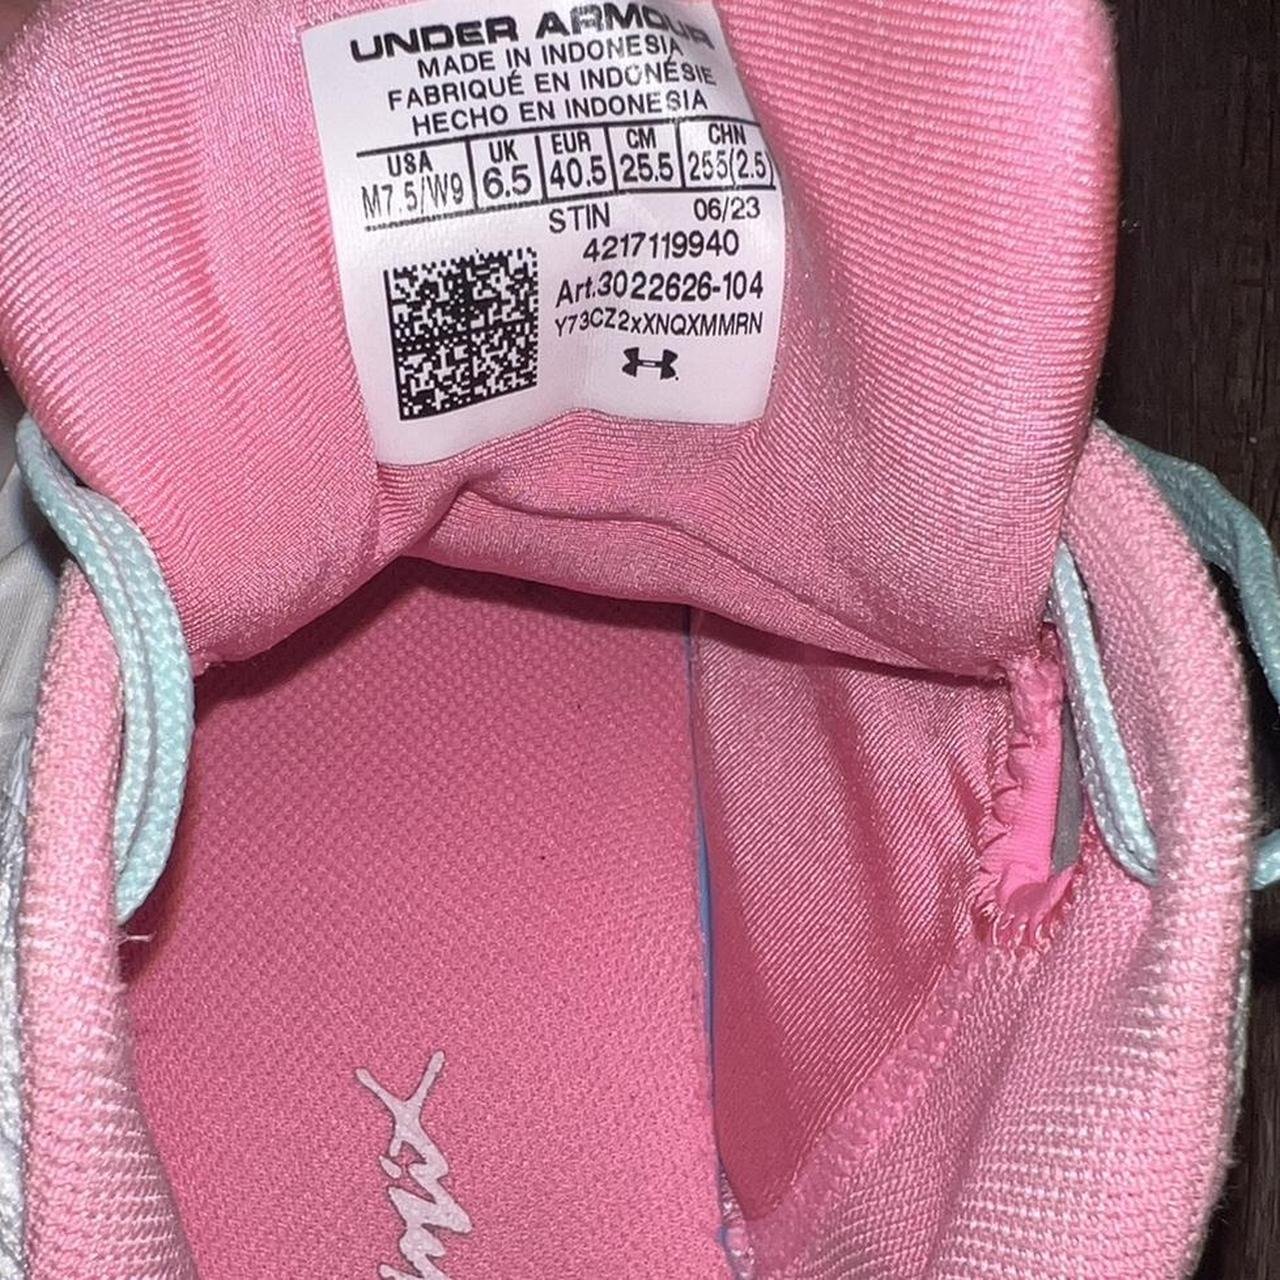 UNDER ARMOUR
MADE IN INDONESIA
FABRIQUÉ EN INDONÉSIE
HECHO EN INDONESIA
USA UK EUR CM CHN
M7.5/W9 6.5 40.5 25.5 255(2.5)
STIN 06/23
4217119940
Art.3022626-104
Y73CZ2xXNQXMMRN